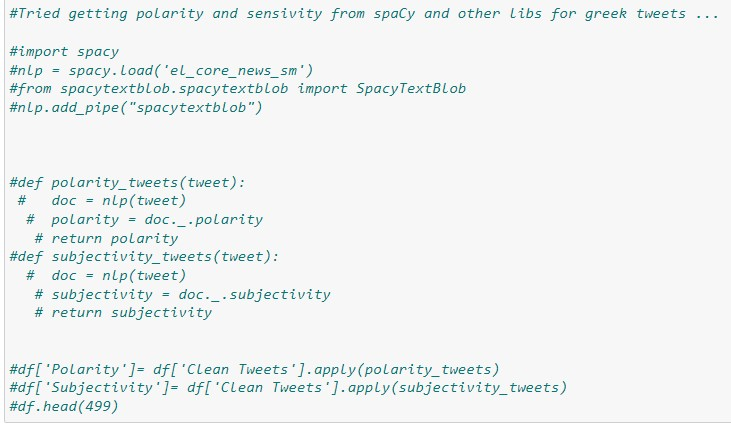 #Tried getting polarity and sensivity from spaCy and other libs for greek tweets ...
#import spacy
#nlp = spacy.load('el_core_news_sm')
#from spacytextblob.spacytextblob import SpacyTextBlob
#nlp.add_pipe("spacytextblob")
#def polarity_tweets(tweet):
#   doc = nlp(tweet)
#  polarity = doc._.polarity
# return polarity
#def subjectivity_tweets(tweet):
#  doc = nlp(tweet)
# subjectivity = doc._.subjectivity
# return subjectivity
#df['Polarity']= df['Clean Tweets'].apply(polarity_tweets)
#df['Subjectivity']= df['Clean Tweets'].apply(subjectivity_tweets)
#df.head(499)